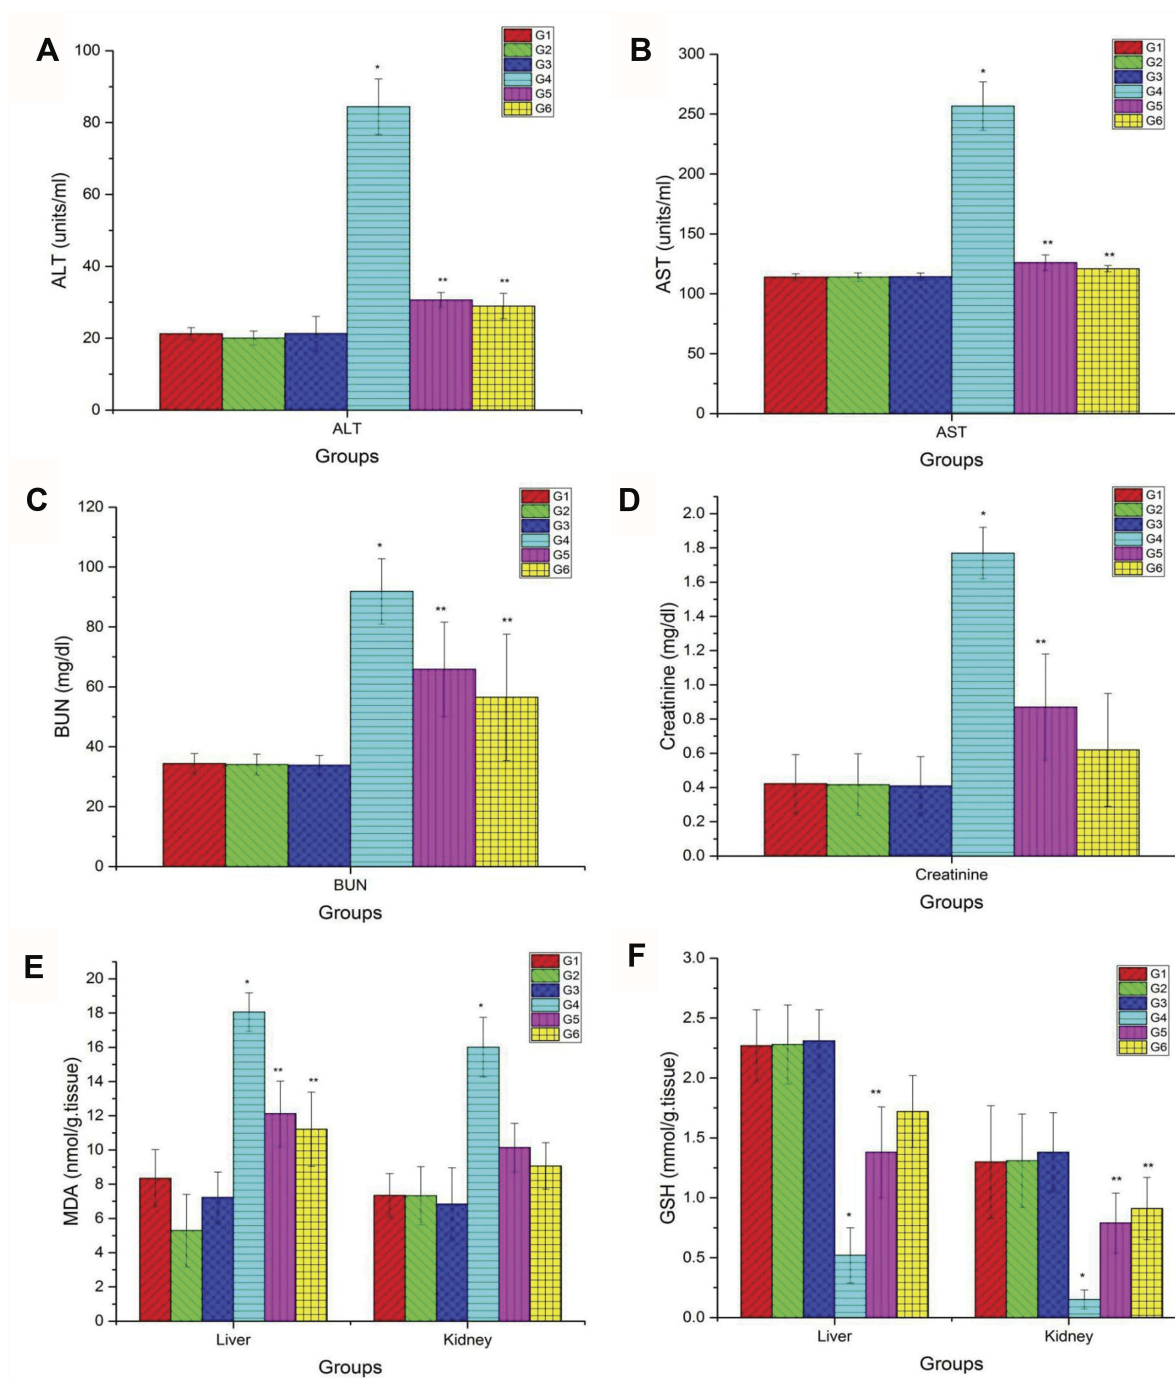 A
ALT (units/ml)
100
80
60
40
20
0
*
**
**
G1
G2
G3
G4
G5
G6
ALT
Groups
B
AST (units/ml)
300
250
200
150
100
50
0
*
**
**
G1
G2
G3
G4
G5
G6
AST
Groups
C
BUN (mg/dl)
120
100
80
60
40
20
0
*
**
**
G1
G2
G3
G4
G5
G6
BUN
Groups
D
Creatinine (mg/dl)
2.0
1.8
1.6
1.4
1.2
1.0
0.8
0.6
0.4
0.2
0.0
*
**
G1
G2
G3
G4
G5
G6
Creatinine
Groups
E
MDA (nmol/g.tissue)
20
18
16
14
12
10
8
6
4
2
0
*
**
**
*
G1
G2
G3
G4
G5
G6
Liver
Kidney
Groups
F
GSH (mmol/g.tissue)
3.0
2.5
2.0
1.5
1.0
0.5
0.0
*
**
*
**
**
G1
G2
G3
G4
G5
G6
Liver
Kidney
Groups